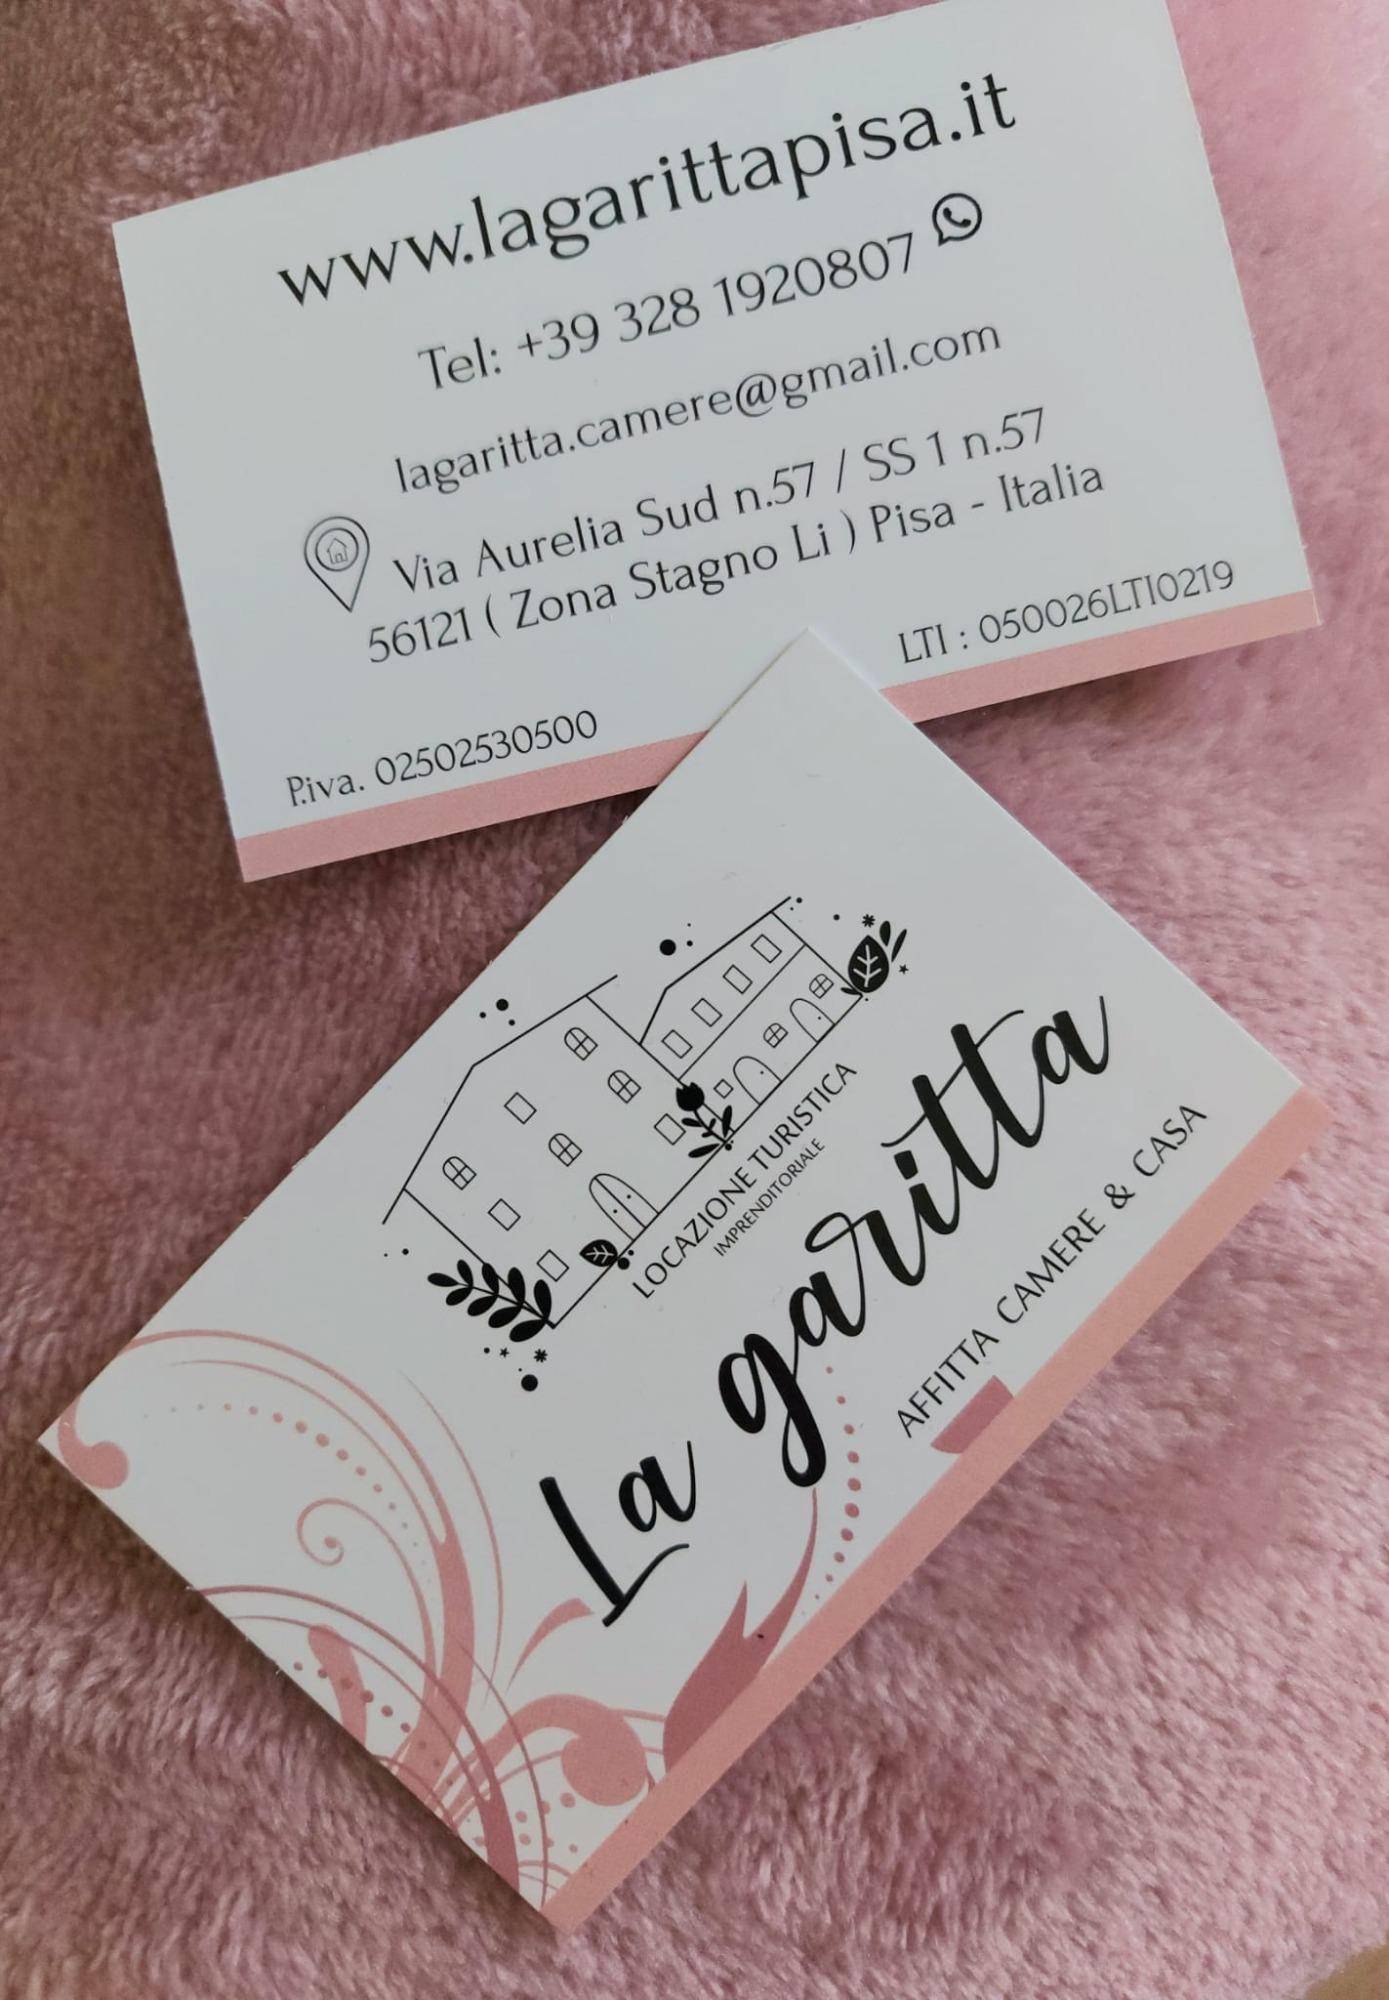 www.lagarittapisa.it
Tel: +39 328 1920807
lagaritta.camere@gmail.com
Via Aurelia Sud n.57 / SS 1 n.57
56121 ( Zona Stagno Li ) Pisa - Italia
LTI : 050026LTI0219
P.iva. 02502530500
LOCAZIONE TURISTICA
IMPRENDITORIALE
La garitta
AFFITTA CAMERE & CASA